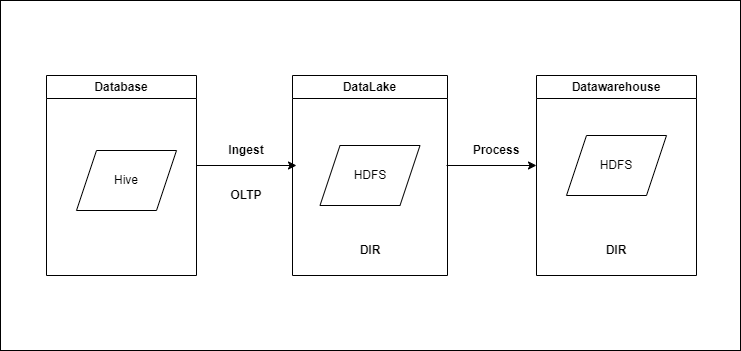 Database
DataLake
Datawarehouse
Hive
Ingest
OLTP
HDFS
DIR
Process
HDFS
DIR